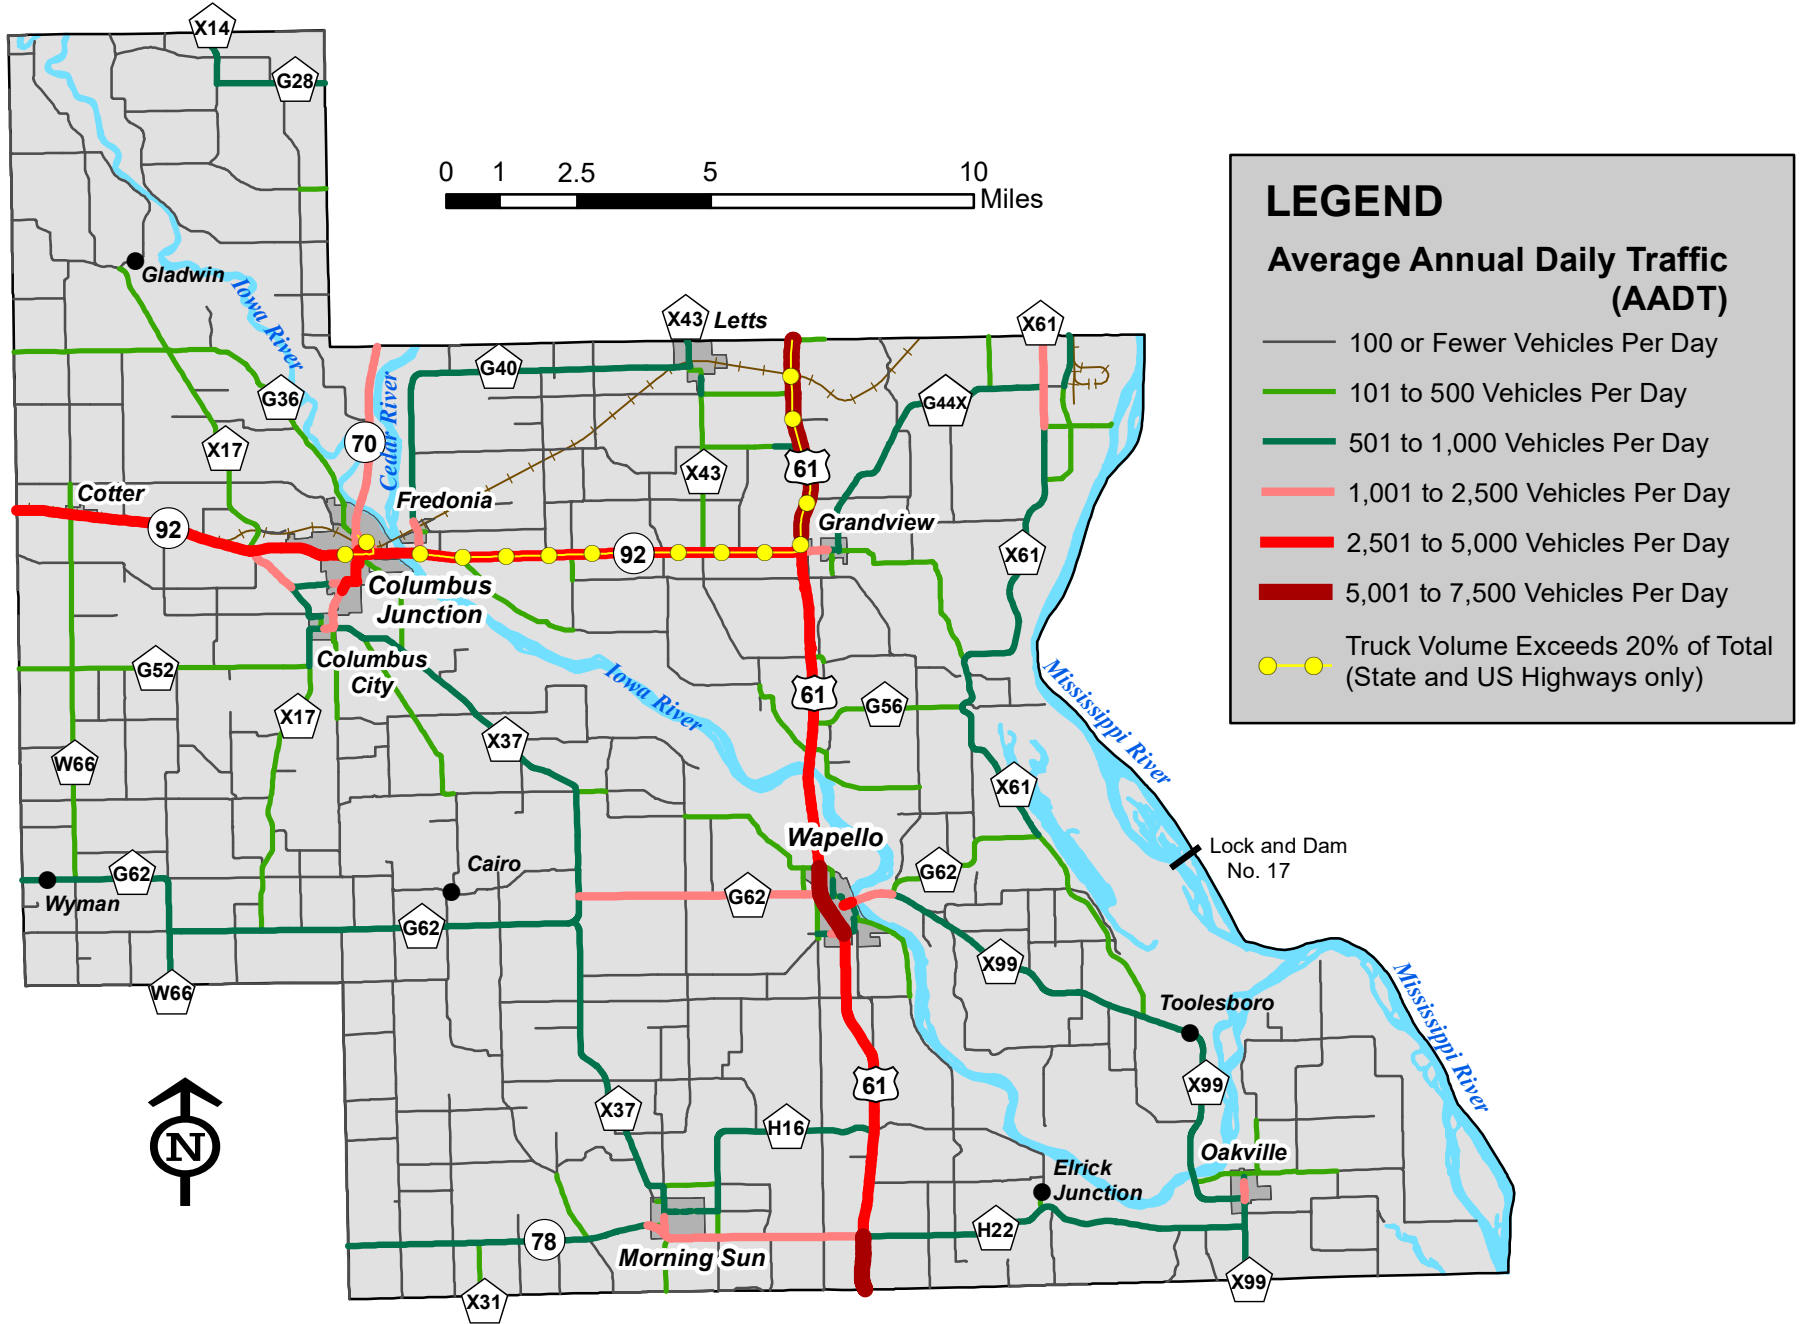 X14
G28
0 1 2.5 5 10
Miles
LEGEND
Average Annual Daily Traffic
(AADT)
100 or Fewer Vehicles Per Day
101 to 500 Vehicles Per Day
501 to 1,000 Vehicles Per Day
1,001 to 2,500 Vehicles Per Day
2,501 to 5,000 Vehicles Per Day
5,001 to 7,500 Vehicles Per Day
Truck Volume Exceeds 20% of Total
(State and US Highways only)
Gladwin
Iowa River
X43
Letts
X61
G40
G36
Cedar River
G44X
70
X17
61
X43
Cotter
Fredonia
92
Grandview
92
X61
Columbus
Junction
Columbus
City
G52
Iowa River
Mississippi River
61
G56
X17
X37
W66
X61
Wapello
Lock and Dam
No. 17
Cairo
G62
G62
Wyman
G62
G62
X99
W66
Mississippi River
Toolesboro
61
X99
X37
H16
N
Oakville
Elrick
Junction
H22
78
Morning Sun
X99
X31